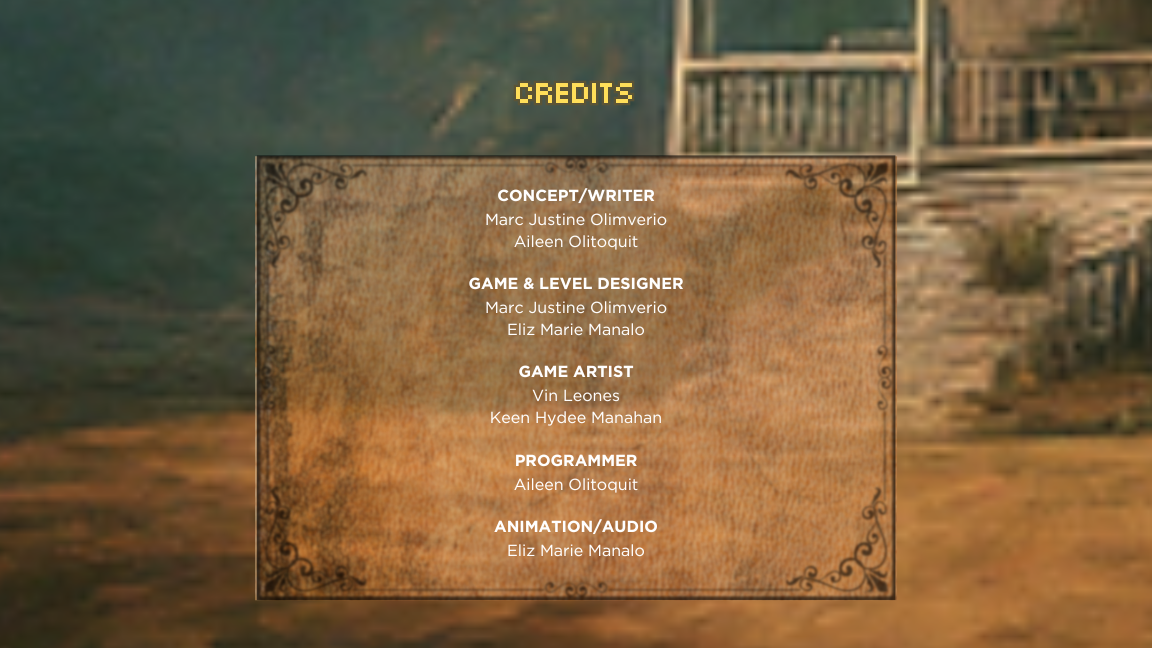 CREDITS
CONCEPT/WRITER
Marc Justine Olimverio
Aileen Olitoquit
GAME & LEVEL DESIGNER
Marc Justine Olimverio
Eliz Marie Manalo
GAME ARTIST
Vin Leones
Keen Hydee Manahan
PROGRAMMER
Aileen Olitoquit
ANIMATION/AUDIO
Eliz Marie Manalo